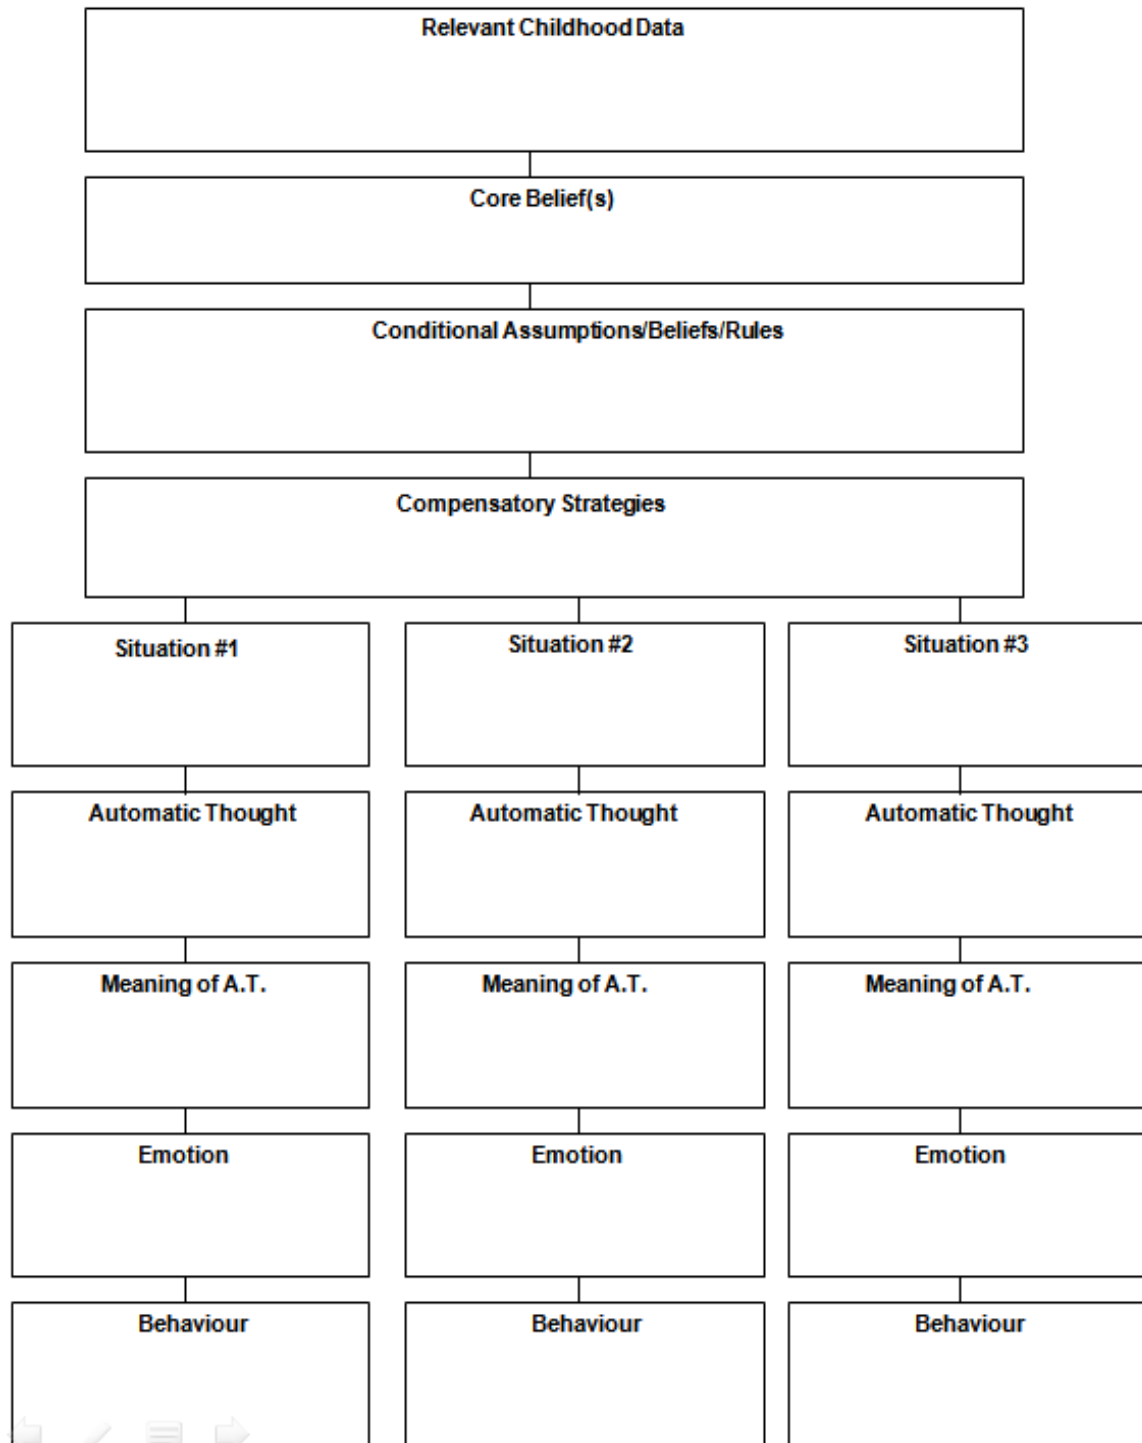 Relevant Childhood Data
Core Belief(s)
Conditional Assumptions/Beliefs/Rules
Compensatory Strategies
Situation #1
Situation #2
Situation #3
Automatic Thought
Automatic Thought
Automatic Thought
Meaning of A.T.
Meaning of A.T.
Meaning of A.T.
Emotion
Emotion
Emotion
Behaviour
Behaviour
Behaviour